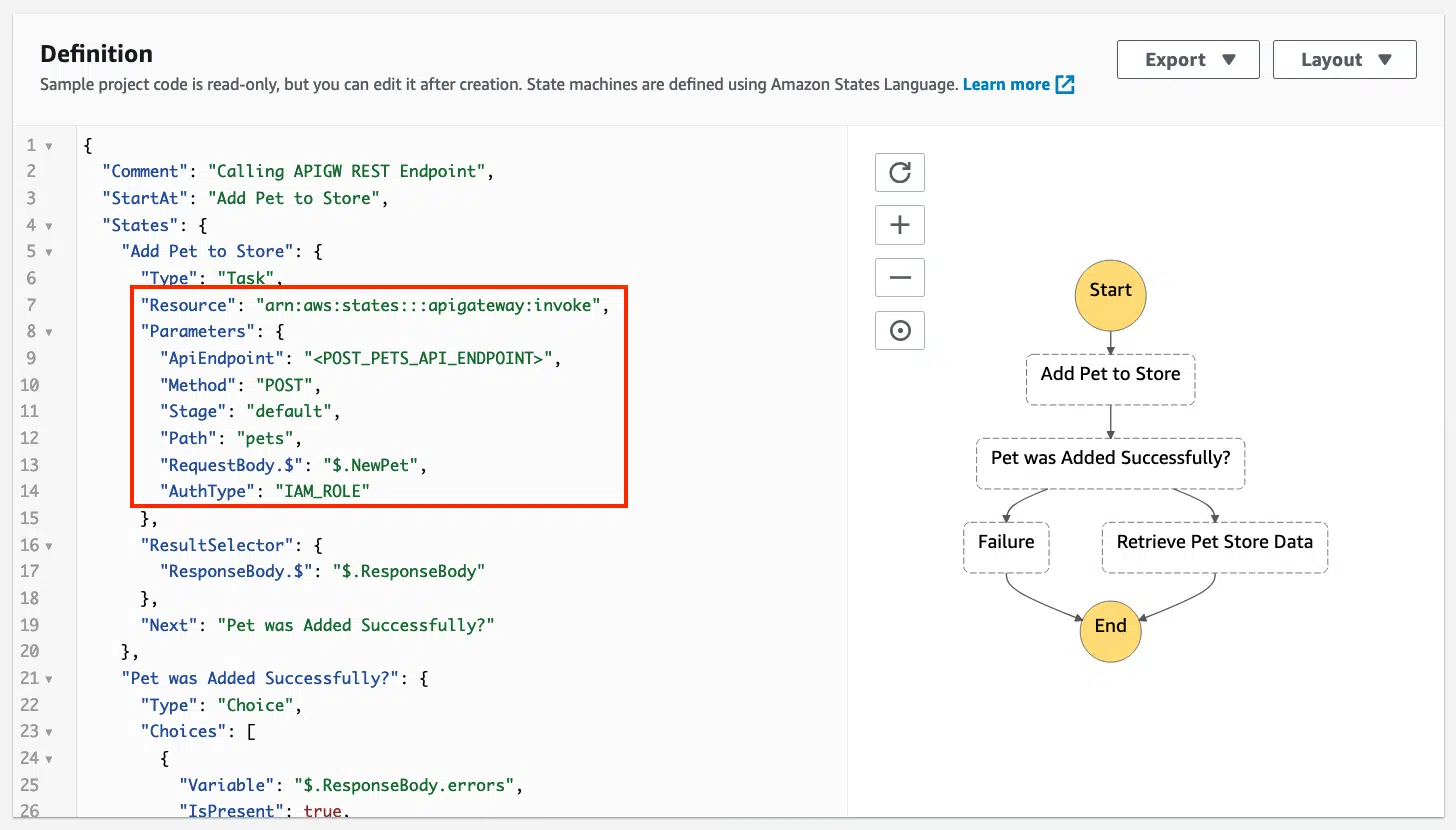 Definition
Sample project code is read-only, but you can edit it after creation. State machines are defined using Amazon States Language. Learn more
Export
Layout
1 {
2 "Comment": "Calling APIGW REST Endpoint",
3 "StartAt": "Add Pet to Store",
4 "States": {
5 "Add Pet to Store": {
6 "Type": "Task",
7 "Resource": "arn:aws:states:::apigateway:invoke",
8 "Parameters": {
9 "ApiEndpoint": "<POST_PETS_API_ENDPOINT>",
10 "Method": "POST",
11 "Stage": "default",
12 "Path": "pets",
13 "RequestBody.$": "$.NewPet",
14 "AuthType": "IAM_ROLE"
15 },
16 "ResultSelector": {
17 "ResponseBody.$": "$.ResponseBody"
18 },
19 "Next": "Pet was Added Successfully?"
20 },
21 "Pet was Added Successfully?": {
22 "Type": "Choice",
23 "Choices": [
24 {
25 "Variable": "$.ResponseBody.errors",
26 "IsPresent": true,
Start
Add Pet to Store
Pet was Added Successfully?
Failure
Retrieve Pet Store Data
End